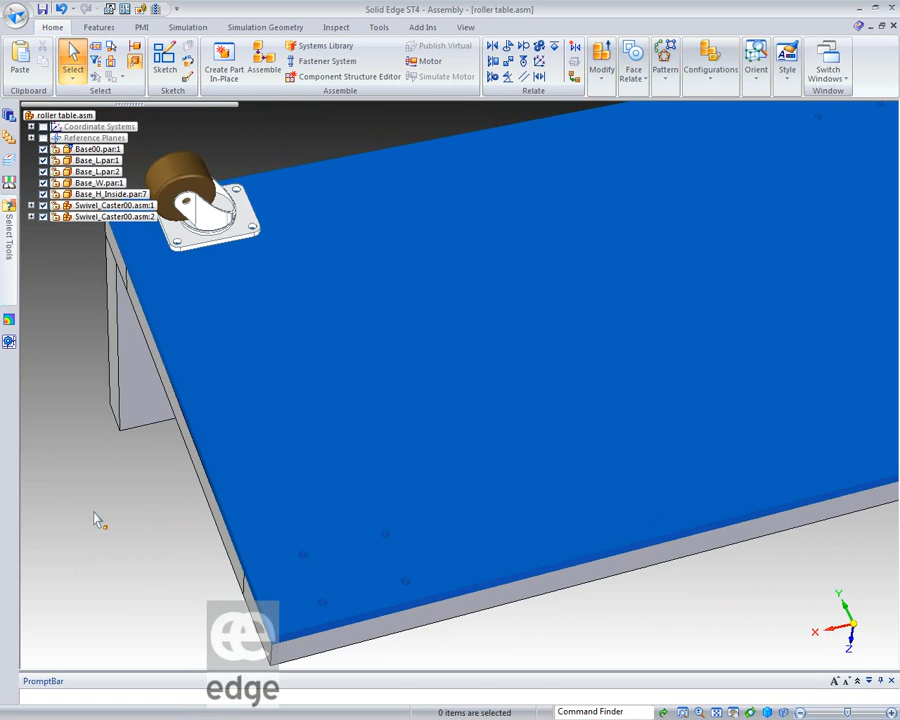 Solid Edge ST4 - Assembly - [roller table.asm]
Home Features PMI Simulation Simulation Geometry Inspect Tools Add Ins View
Paste
Clipboard
Select
Select
Sketch
Sketch
Create Part In-Place
Assemble
Systems Library
Fastener System
Component Structure Editor
Publish Virtual
Motor
Simulate Motor
Assemble
Relate
Modify
Face Relate
Pattern
Configurations
Orient
Style
Switch Windows
Window
roller table.asm
Coordinate Systems
Reference Planes
Base00.par:1
Base_L.par:1
Base_L.par:2
Base_W.par:1
Base_H_Inside.par:7
Swivel_Caster00.asm:1
Swivel_Caster00.asm:2
Select Tools
Y
X
Z
edge
PromptBar
0 items are selected
Command Finder